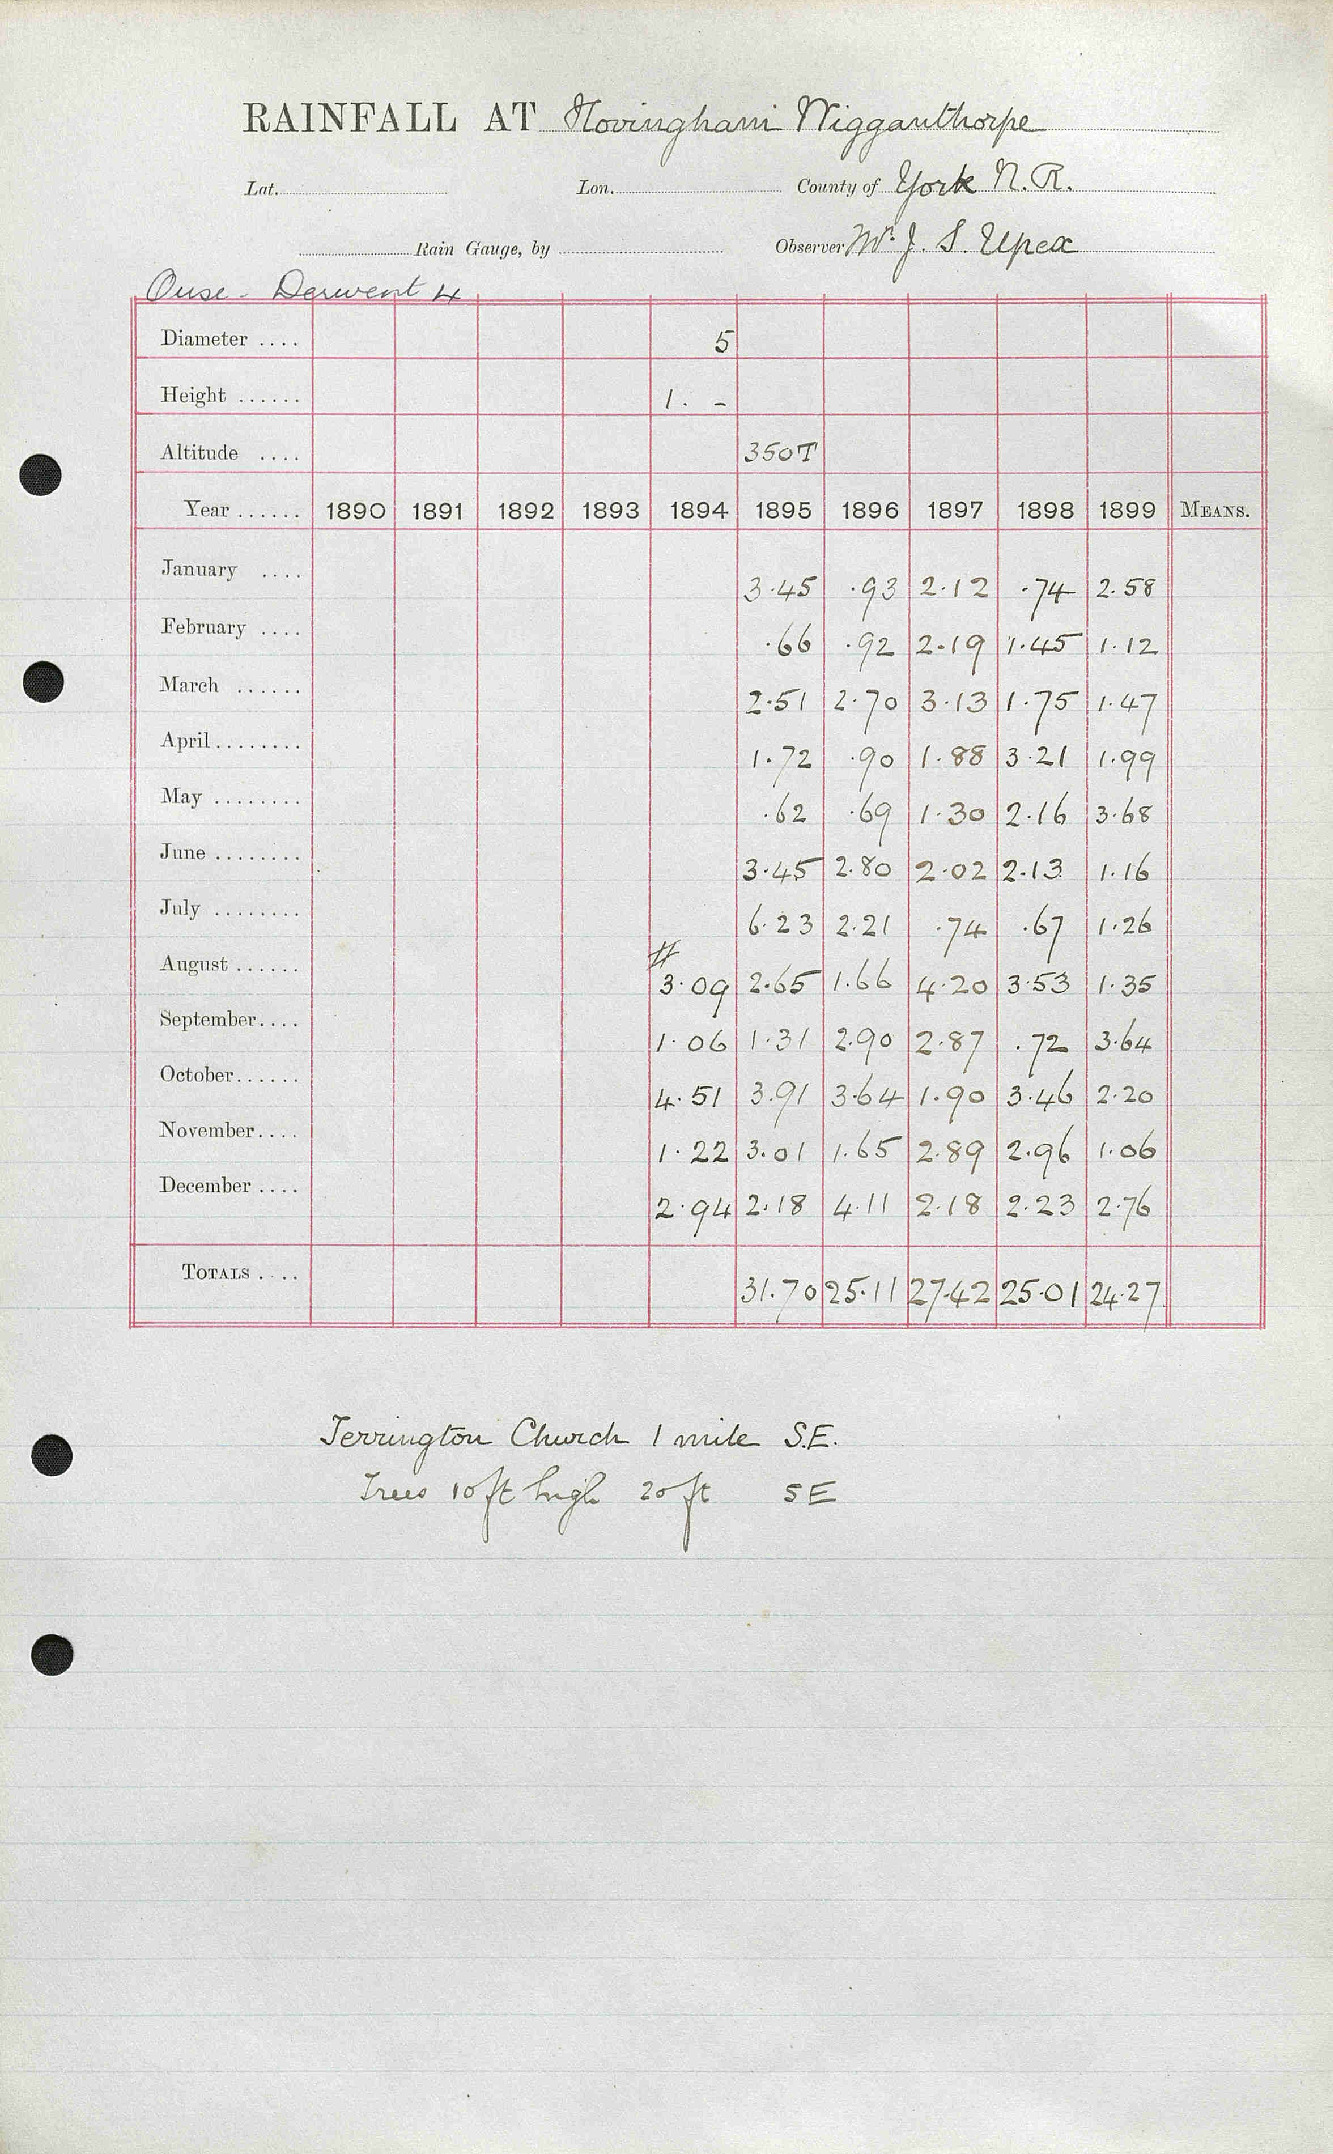 RAINFALL AT Hovingham Wigganthorpe
Lat. Lon. County of York N.R.
Rain Gauge, by Observer Mr. J. S. Upex
Ouse - Derwent 4
Diameter .... 5
Height ...... 1. -
Altitude .... 350T
Year ...... 1890 1891 1892 1893 1894 1895 1896 1897 1898 1899 MEANS.
January .... 3.45 .93 2.12 .74 2.58
February .... .66 .92 2.19 1.45 1.12
March ...... 2.51 2.70 3.13 1.75 1.47
April ........ 1.72 .90 1.88 3.21 1.99
May ........ .62 .69 1.30 2.16 3.68
June ........ 3.45 2.80 2.02 2.13 1.16
July ........ 6.23 2.21 .74 .67 1.26
#
August ...... 3.09 2.65 1.66 4.20 3.53 1.35
September .... 1.06 1.31 2.90 2.87 .72 3.64
October ...... 4.51 3.91 3.64 1.90 3.46 2.20
November .... 1.22 3.01 1.65 2.89 2.96 1.06
December .... 2.94 2.18 4.11 2.18 2.23 2.76
TOTALS .... 31.70 25.11 27.42 25.01 24.27
Terrington Church 1 mile S.E.
Trees 10 ft high 20 ft SE